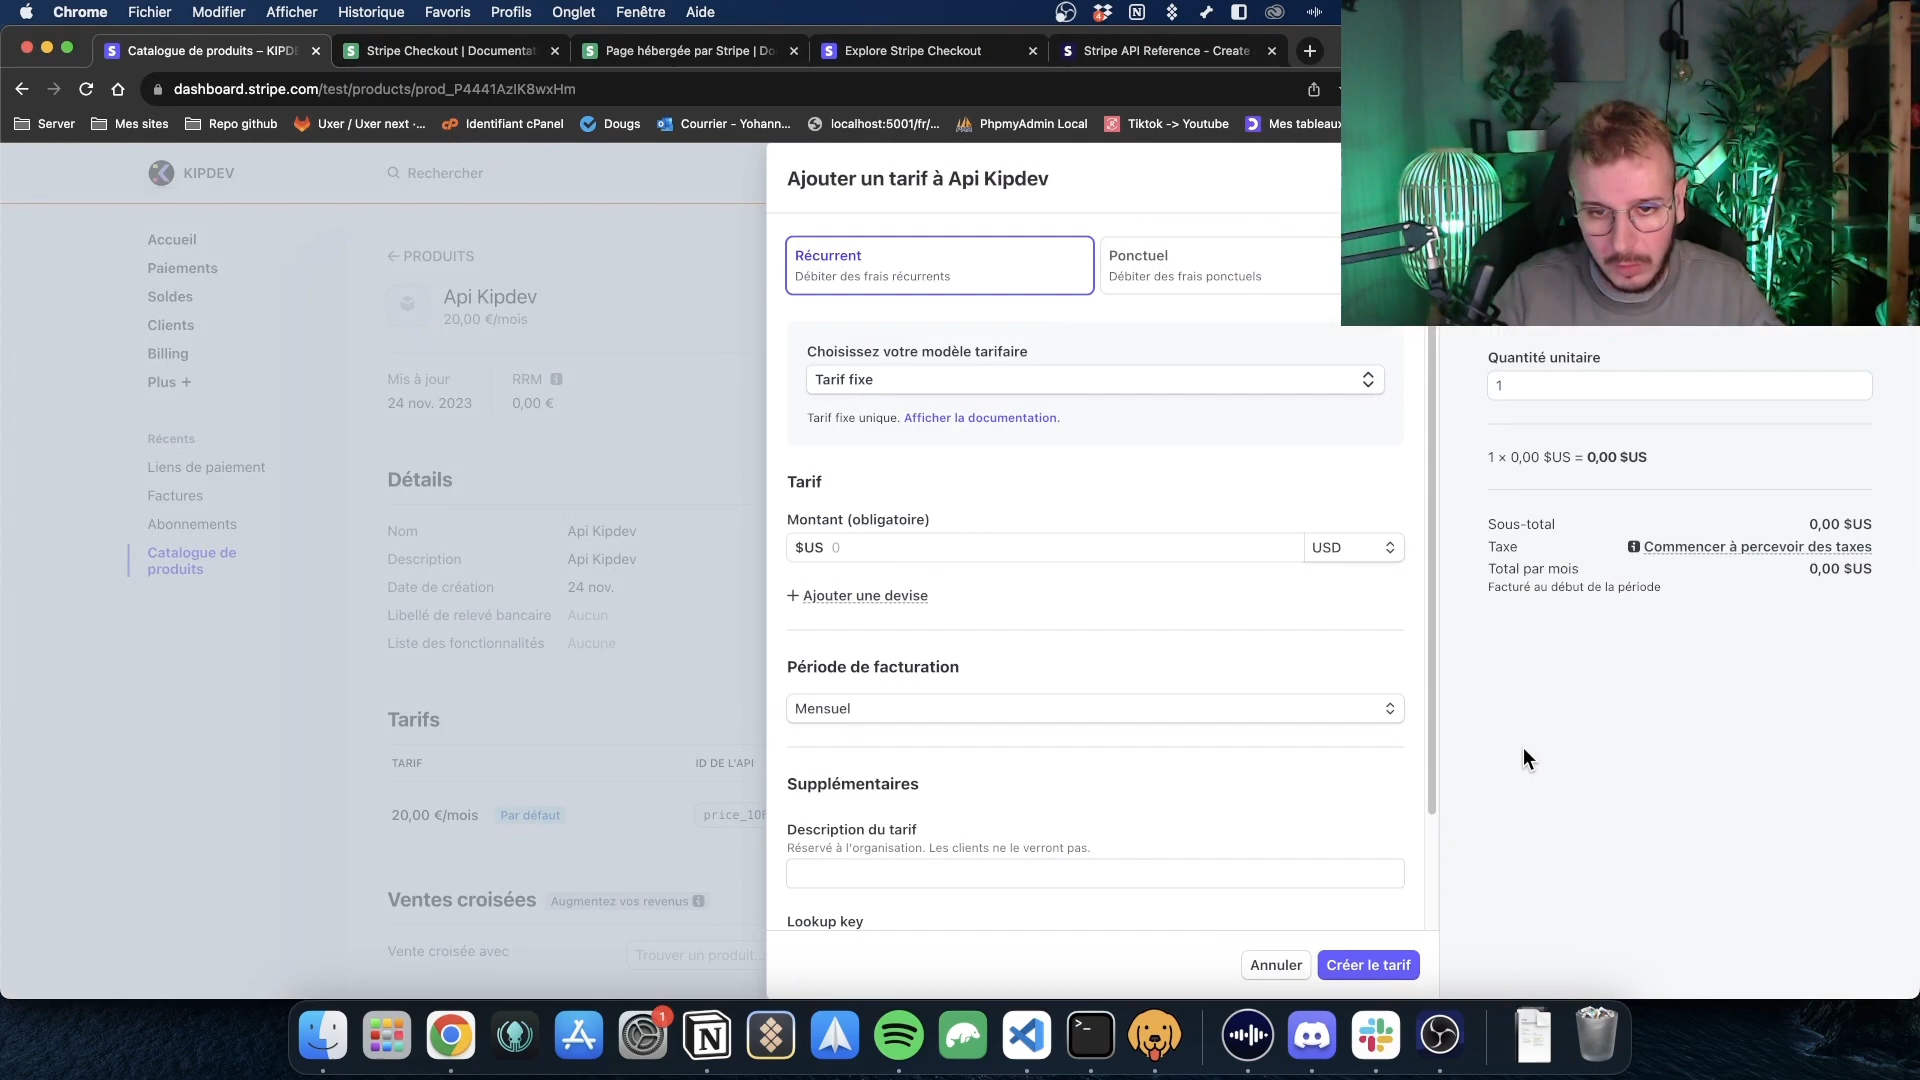 Chrome Fichier Modifier Afficher Historique Favoris Profils Onglet Fenêtre Aide
Catalogue de produits – KIPDE
Stripe Checkout | Documentat
Page hébergée par Stripe | Do
Explore Stripe Checkout
Stripe API Reference - Create
dashboard.stripe.com/test/products/prod_P4441AzIK8wxHm
Server
Mes sites
Repo github
Uxer / Uxer next ·...
Identifiant cPanel
Dougs
Courrier - Yohann...
localhost:5001/fr/...
PhpmyAdmin Local
Tiktok -> Youtube
Mes tableaux
KIPDEV
Rechercher
Accueil
Paiements
Soldes
Clients
Billing
Plus +
Récents
Liens de paiement
Factures
Abonnements
Catalogue de
produits
← PRODUITS
Api Kipdev
20,00 €/mois
Mis à jour
24 nov. 2023
RRM
0,00 €
Détails
Nom Api Kipdev
Description Api Kipdev
Date de création 24 nov.
Libellé de relevé bancaire Aucun
Liste des fonctionnalités Aucune
Tarifs
TARIF ID DE L'API
20,00 €/mois Par défaut
Ventes croisées Augmentez vos revenus
Vente croisée avec Trouver un produit...
Ajouter un tarif à Api Kipdev
Récurrent
Débiter des frais récurrents
Ponctuel
Débiter des frais ponctuels
Choisissez votre modèle tarifaire
Tarif fixe
Tarif fixe unique. Afficher la documentation.
Tarif
Montant (obligatoire)
$US 0 USD
+ Ajouter une devise
Période de facturation
Mensuel
Supplémentaires
Description du tarif
Réservé à l'organisation. Les clients ne le verront pas.
Lookup key
Annuler
Créer le tarif
Quantité unitaire
1
1 × 0,00 $US = 0,00 $US
Sous-total 0,00 $US
Taxe Commencer à percevoir des taxes
Total par mois 0,00 $US
Facturé au début de la période
1